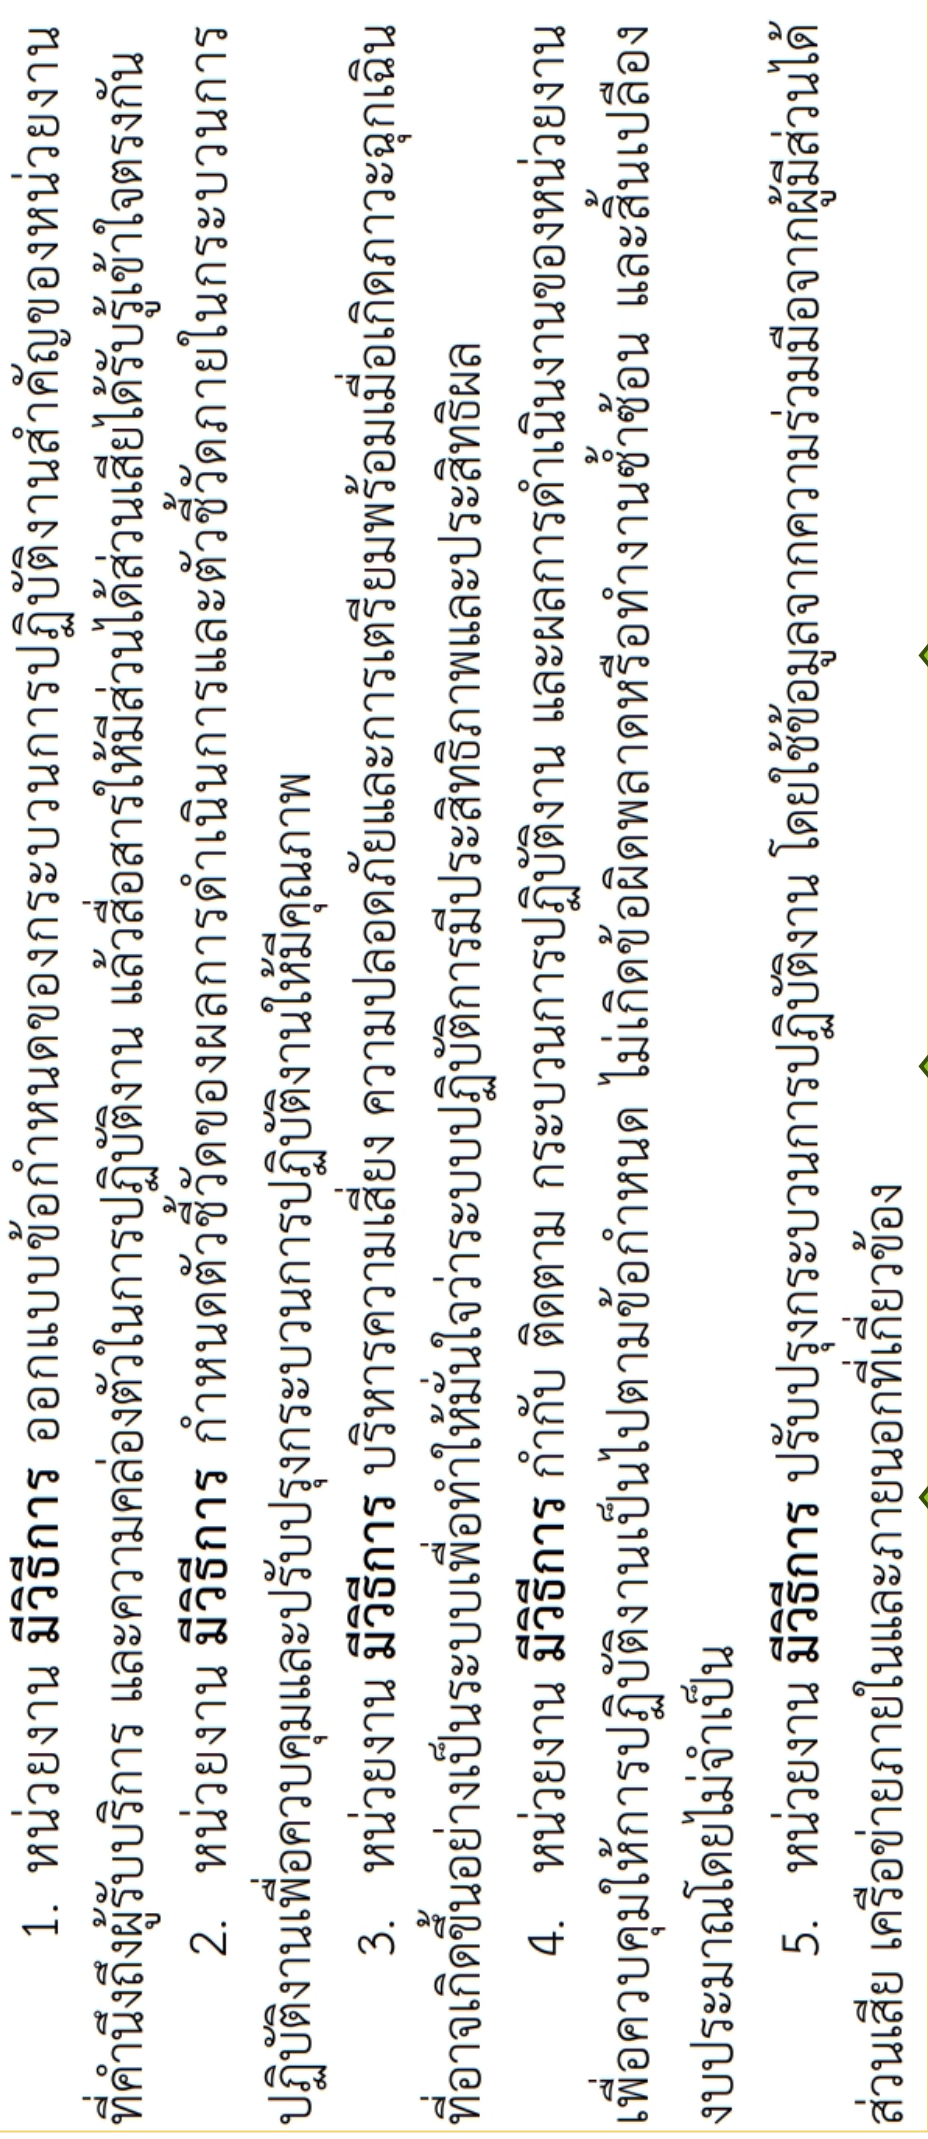 1. หน่วยงาน มีวิธีการ ออกแบบข้อกำหนดของกระบวนการปฏิบัติงานสำคัญของหน่วยงาน
ที่คำนึงถึงผู้รับบริการ และความคล่องตัวในการปฏิบัติงาน แล้วสื่อสารให้มีส่วนได้ส่วนเสียได้รับรู้เข้าใจตรงกัน
2. หน่วยงาน มีวิธีการ กำหนดตัวชี้วัดของผลการดำเนินการและตัวชี้วัดภายในกระบวนการ
ปฏิบัติงานเพื่อควบคุมและปรับปรุงกระบวนการปฏิบัติงานให้มีคุณภาพ
3. หน่วยงาน มีวิธีการ บริหารความเสี่ยง ความปลอดภัยและการเตรียมพร้อมเมื่อเกิดภาวะฉุกเฉิน
ที่อาจเกิดขึ้นอย่างเป็นระบบเพื่อทำให้มั่นใจว่าระบบปฏิบัติการมีประสิทธิภาพและประสิทธิผล
4. หน่วยงาน มีวิธีการ กำกับ ติดตาม กระบวนการปฏิบัติงาน และผลการดำเนินงานของหน่วยงาน
เพื่อควบคุมให้การปฏิบัติงานเป็นไปตามข้อกำหนด ไม่เกิดข้อผิดพลาดหรือทำงานซ้ำซ้อน และสิ้นเปลือง
งบประมาณโดยไม่จำเป็น
5. หน่วยงาน มีวิธีการ ปรับปรุงกระบวนการปฏิบัติงาน โดยใช้ข้อมูลจากความร่วมมือจากผู้มีส่วนได้
ส่วนเสีย เครือข่ายภายในและภายนอกที่เกี่ยวข้อง